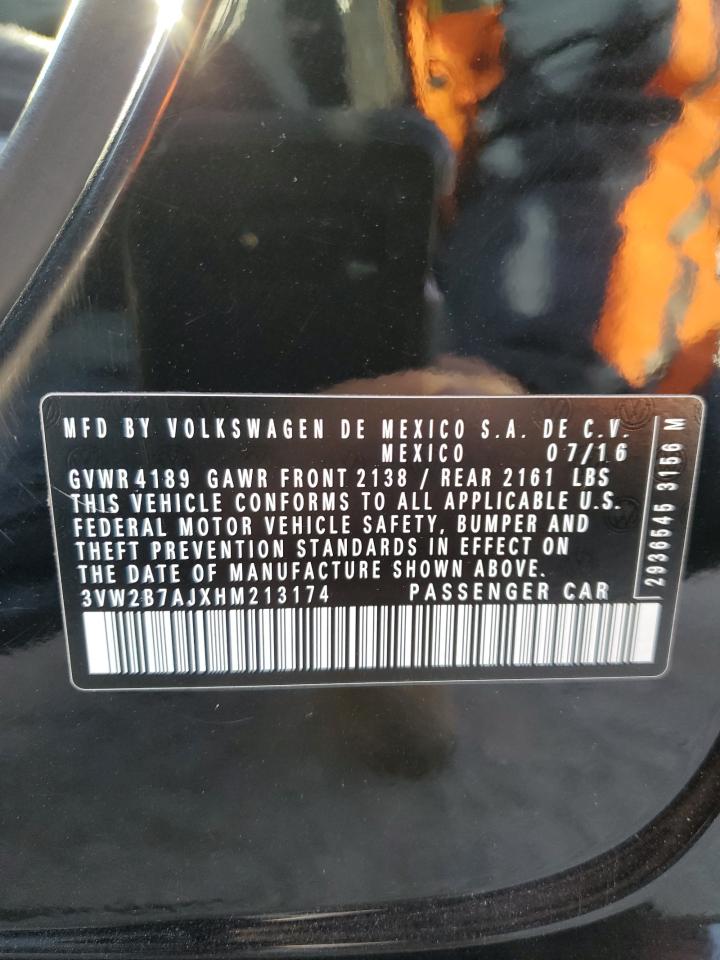 MFD BY VOLKSWAGEN DE MEXICO S.A. DE C.V.
MEXICO 07/16
GVWR 4189 GAWR FRONT 2138 / REAR 2161 LBS
THIS VEHICLE CONFORMS TO ALL APPLICABLE U.S.
FEDERAL MOTOR VEHICLE SAFETY, BUMPER AND
THEFT PREVENTION STANDARDS IN EFFECT ON
THE DATE OF MANUFACTURE SHOWN ABOVE.
3VW2B7AJXHM213174 PASSENGER CAR
2936545 3156 M